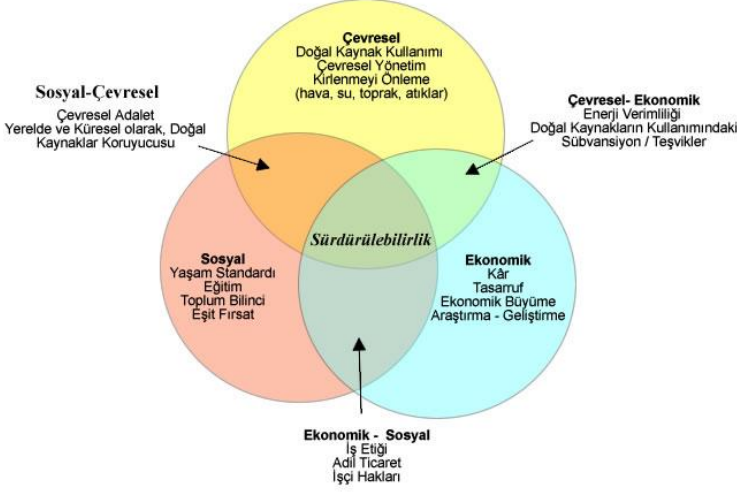 Çevresel
Doğal Kaynak Kullanımı
Çevresel Yönetim
Kirlenmeyi Önleme
(hava, su, toprak, atıklar)
Sosyal-Çevresel
Çevresel Adalet
Yerelde ve Küresel olarak, Doğal
Kaynaklar Koruyucusu
Çevresel- Ekonomik
Enerji Verimliliği
Doğal Kaynakların Kullanımındaki
Sübvansiyon / Teşvikler
Sürdürülebilirlik
Sosyal
Yaşam Standardı
Eğitim
Toplum Bilinci
Eşit Fırsat
Ekonomik
Kâr
Tasarruf
Ekonomik Büyüme
Araştırma - Geliştirme
Ekonomik - Sosyal
İş Etiği
Adil Ticaret
İşçi Hakları